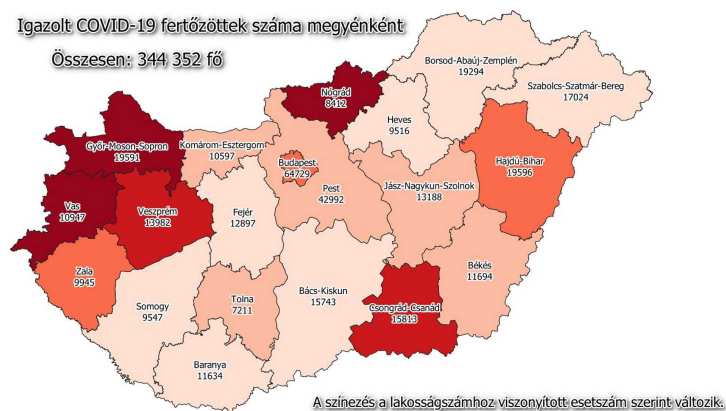 Igazolt COVID-19 fertőzöttek száma megyénként
Összesen: 344 352 fő
Borsod-Abaúj-Zemplén
19294
Szabolcs-Szatmár-Bereg
17024
Nógrád
8412
Heves
9516
Győr-Moson-Sopron
19591
Komárom-Esztergom
10597
Budapest
64729
Hajdú-Bihar
19596
Pest
42992
Jász-Nagykun-Szolnok
13188
Vas
10947
Veszprém
13982
Fejér
12897
Békés
11694
Zala
9945
Somogy
9547
Tolna
7211
Bács-Kiskun
15743
Csongrád-Csanád
15813
Baranya
11634
A színezés a lakosságszámhoz viszonyított esetszám szerint változik.